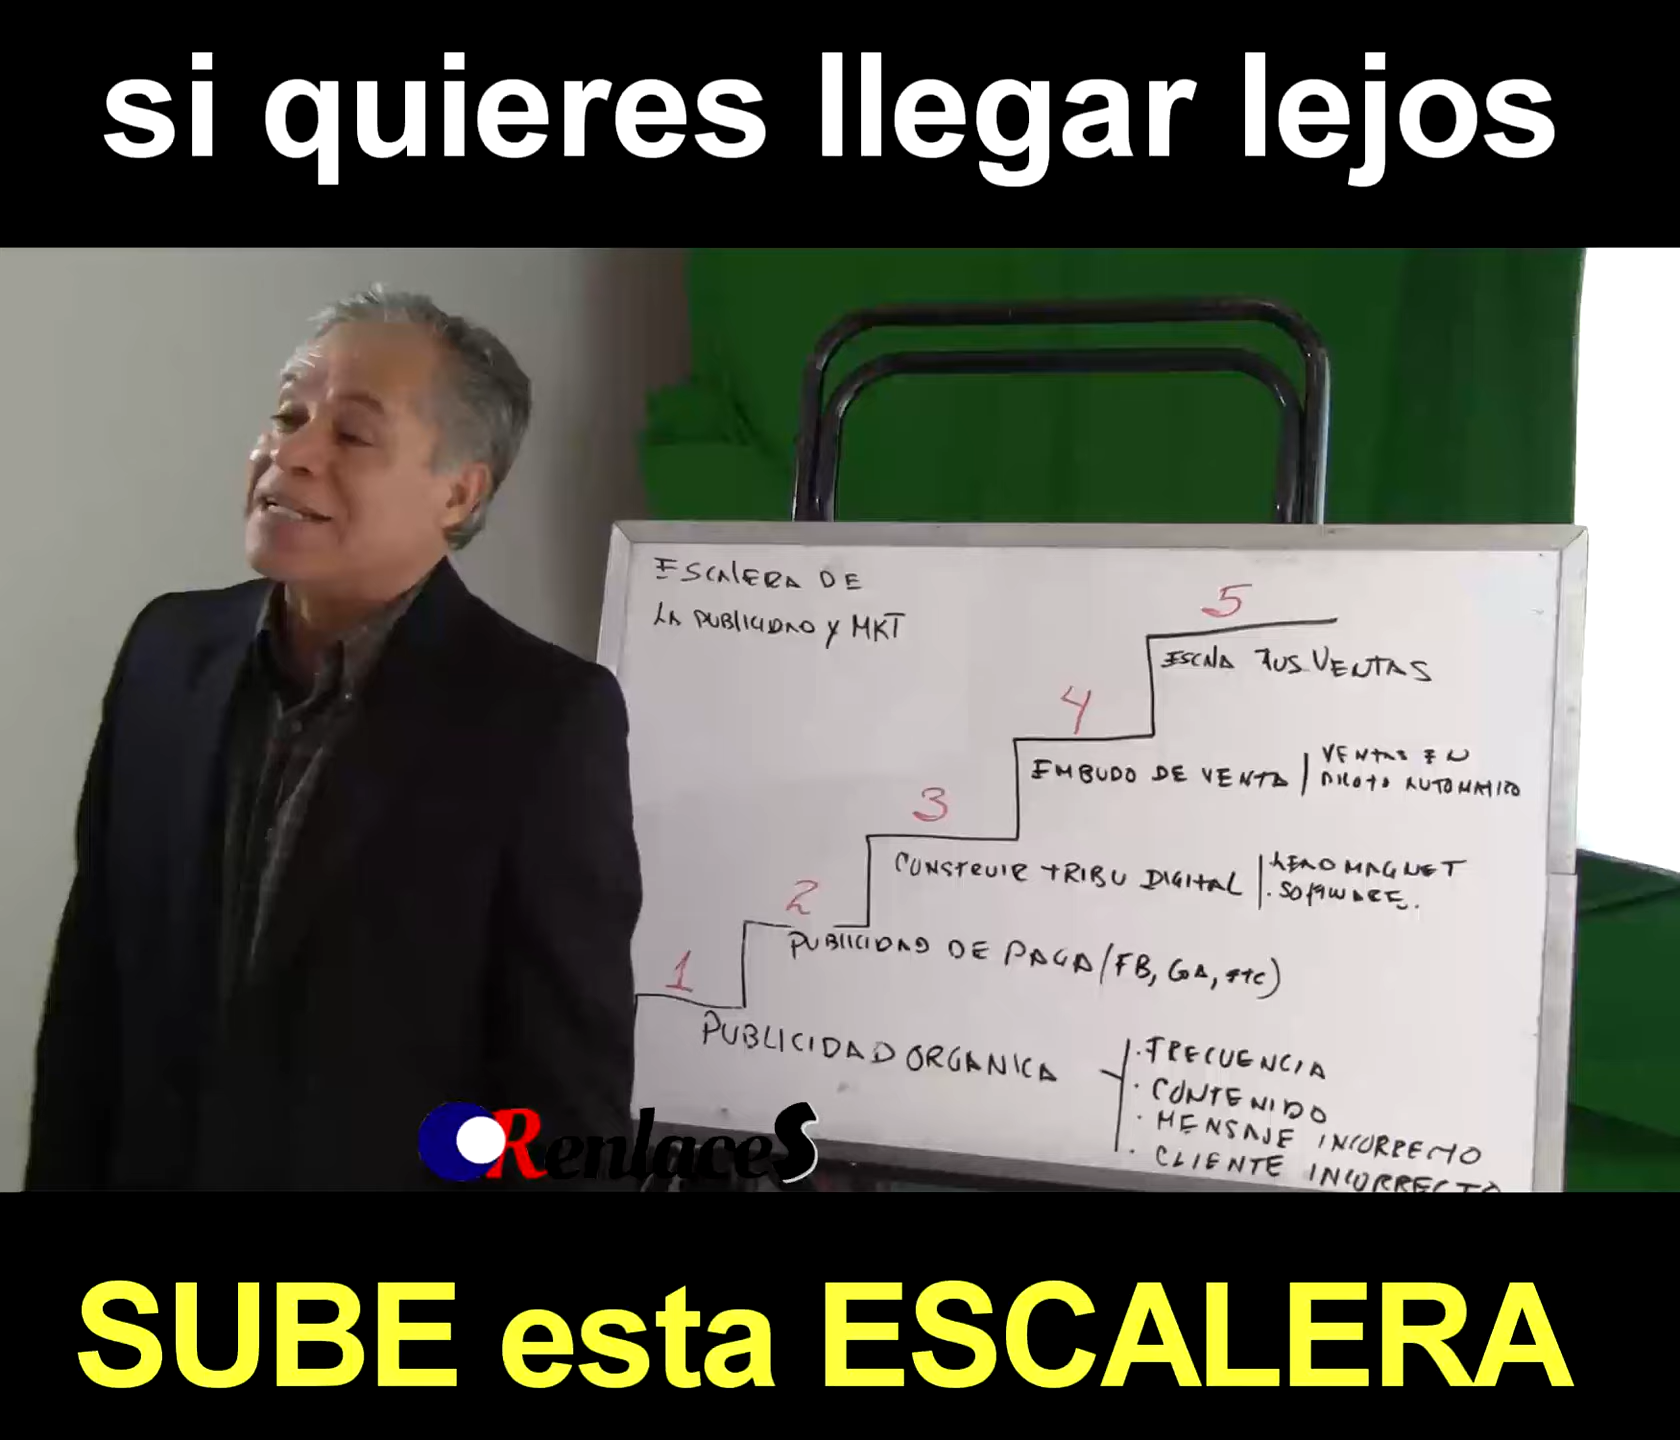 si quieres llegar lejos
ESCALERA DE
LA PUBLICIDAD Y MKT
5
ESCALA TUS VENTAS
4
EMBUDO DE VENTA / VENTAS EN
PILOTO AUTOMATICO
3
CONSTRUIR TRIBU DIGITAL | LEAD MAGNET
. SOFTWARE.
2
PUBLICIDAD DE PAGA / (FB, GA, etc)
1
PUBLICIDAD ORGANICA
. FRECUENCIA
. CONTENIDO
. MENSAJE INCORRECTO
. CLIENTE INCORRECTO
RenlaceS
SUBE esta ESCALERA